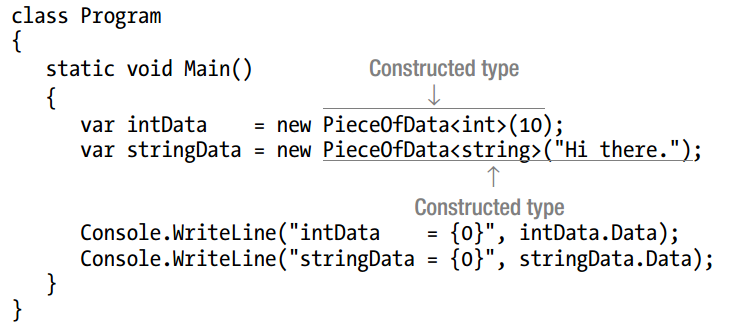 class Program
{
   static void Main()
Constructed type
   {
      var intData    = new PieceOfData<int>(10);
      var stringData = new PieceOfData<string>("Hi there.");
Constructed type
      Console.WriteLine("intData    = {0}", intData.Data);
      Console.WriteLine("stringData = {0}", stringData.Data);
   }
}